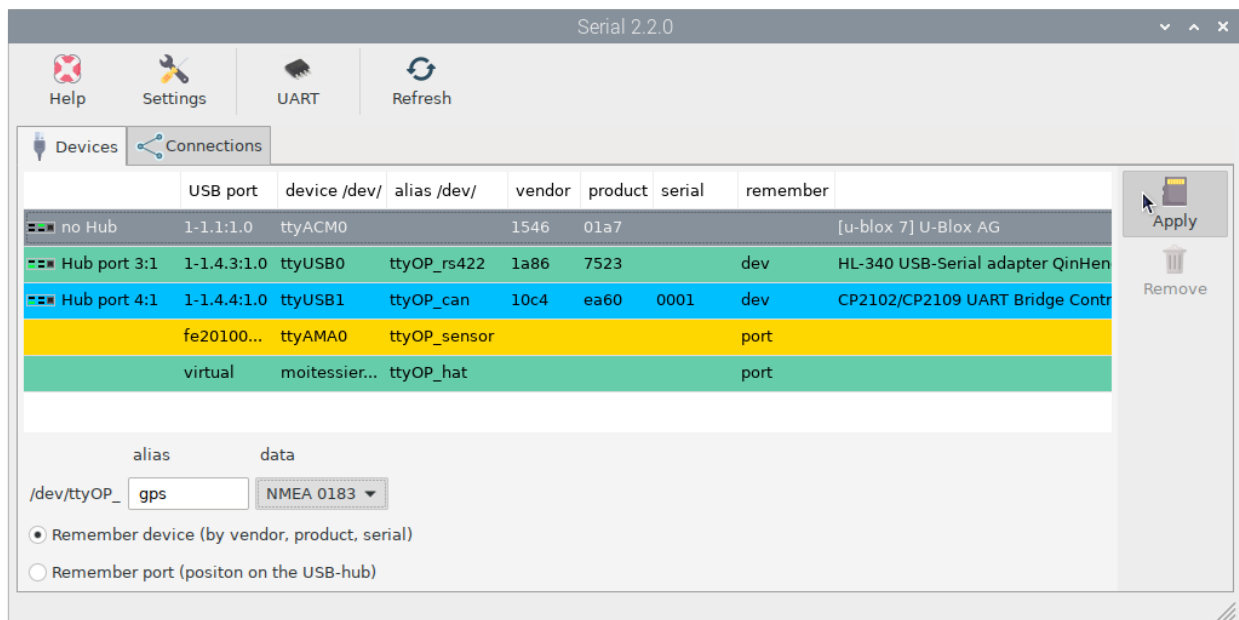 Serial 2.2.0
Help Settings UART Refresh
Devices Connections
USB port device /dev/ alias /dev/ vendor product serial remember
no Hub 1-1.1:1.0 ttyACM0 1546 01a7 [u-blox 7] U-Blox AG
Hub port 3:1 1-1.4.3:1.0 ttyUSB0 ttyOP_rs422 1a86 7523 dev HL-340 USB-Serial adapter QinHen
Hub port 4:1 1-1.4.4:1.0 ttyUSB1 ttyOP_can 10c4 ea60 0001 dev CP2102/CP2109 UART Bridge Contr
fe20100... ttyAMA0 ttyOP_sensor port
virtual moitessier... ttyOP_hat port
Apply
Remove
alias data
/dev/ttyOP_ gps NMEA 0183
Remember device (by vendor, product, serial)
Remember port (positon on the USB-hub)